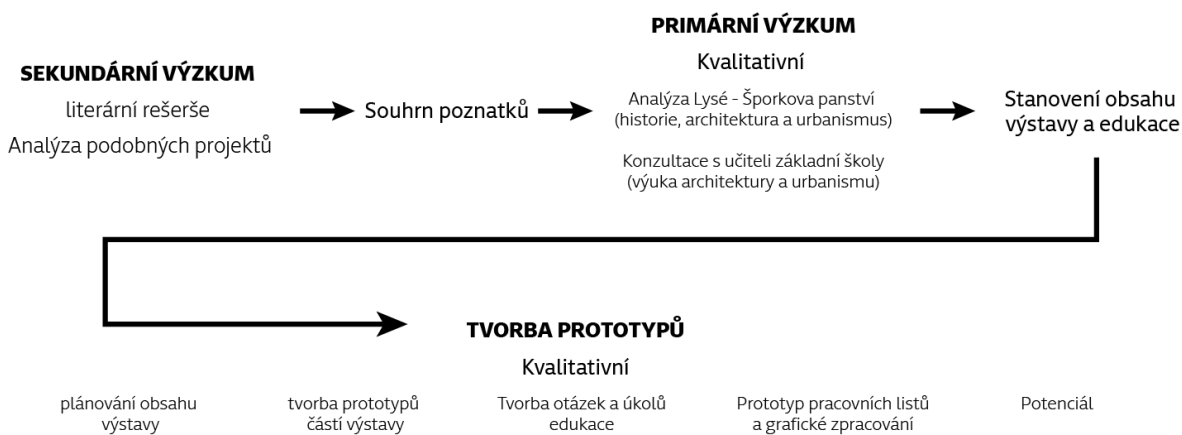 SEKUNDÁRNÍ VÝZKUM
literární rešerše
Analýza podobných projektů
Souhrn poznatků
PRIMÁRNÍ VÝZKUM
Kvalitativní
Analýza Lysé - Šporkova panství
(historie, architektura a urbanismus)
Konzultace s učiteli základní školy
(výuka architektury a urbanismu)
Stanovení obsahu
výstavy a edukace
TVORBA PROTOTYPŮ
Kvalitativní
plánování obsahu
výstavy
tvorba prototypů
částí výstavy
Tvorba otázek a úkolů
edukace
Prototyp pracovních listů
a grafické zpracování
Potenciál